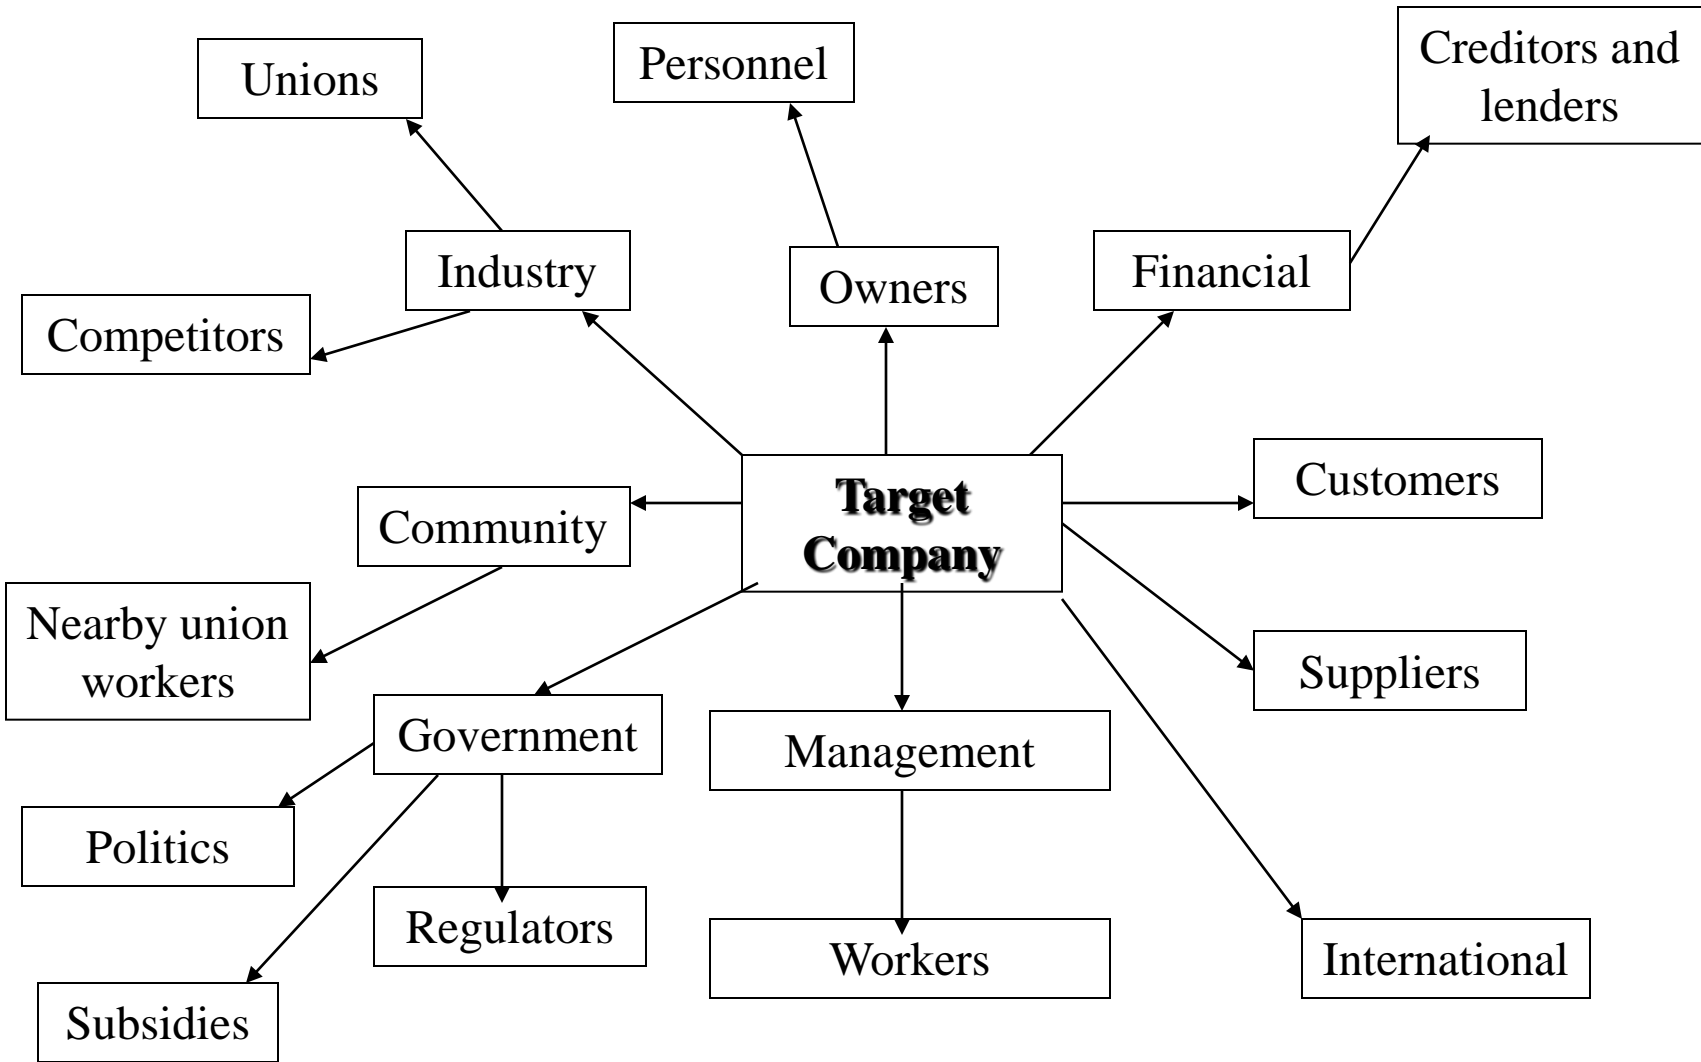 Unions
Personnel
Creditors and
lenders
Industry
Owners
Financial
Competitors
Customers
Target
Company
Community
Nearby union
workers
Suppliers
Government
Management
Politics
Regulators
Workers
International
Subsidies